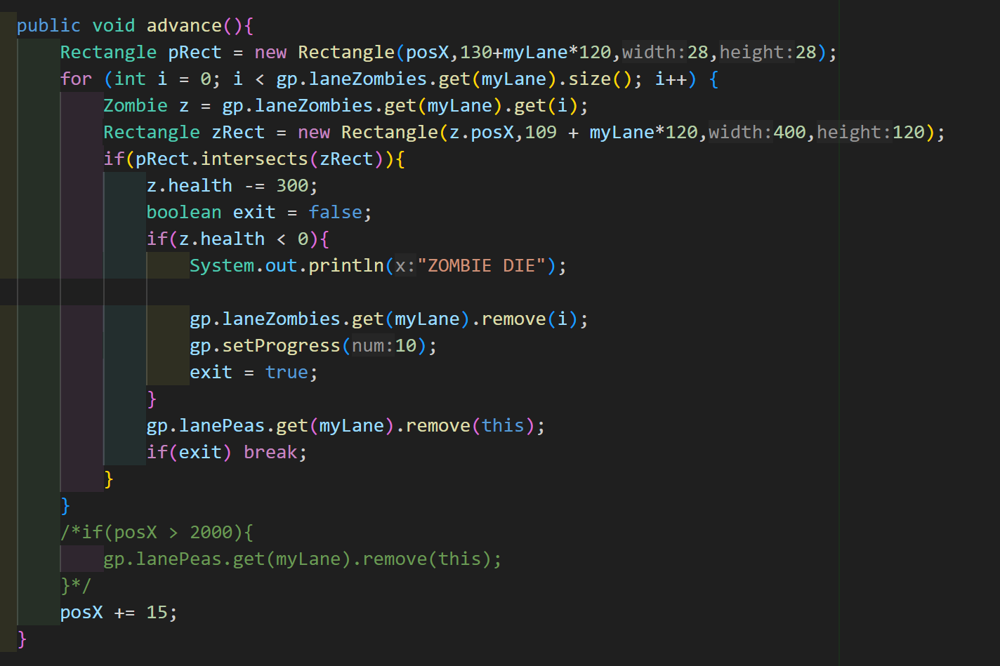 public void advance(){
    Rectangle pRect = new Rectangle(posX,130+myLane*120,width:28,height:28);
    for (int i = 0; i < gp.laneZombies.get(myLane).size(); i++) {
        Zombie z = gp.laneZombies.get(myLane).get(i);
        Rectangle zRect = new Rectangle(z.posX,109 + myLane*120,width:400,height:120);
        if(pRect.intersects(zRect)){
            z.health -= 300;
            boolean exit = false;
            if(z.health < 0){
                System.out.println(x:"ZOMBIE DIE");

                gp.laneZombies.get(myLane).remove(i);
                gp.setProgress(num:10);
                exit = true;
            }
            gp.lanePeas.get(myLane).remove(this);
            if(exit) break;
        }
    }
    /*if(posX > 2000){
        gp.lanePeas.get(myLane).remove(this);
    }*/
    posX += 15;
}